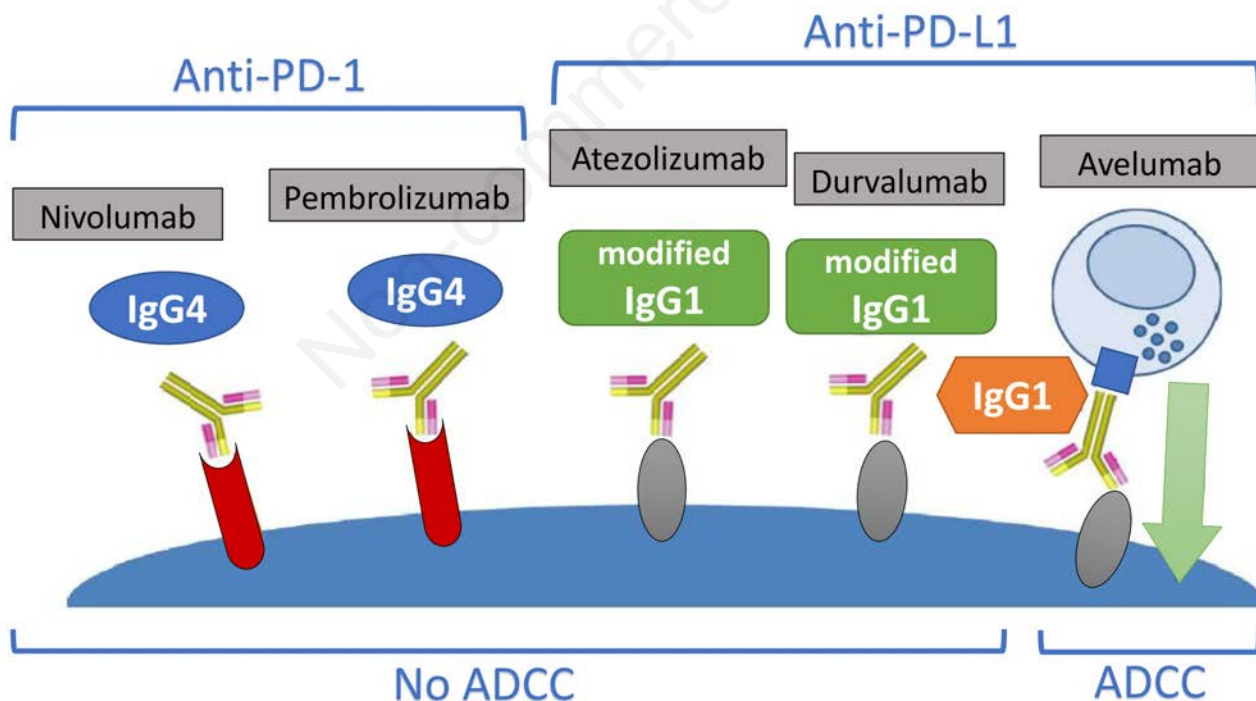 Anti-PD-1
Anti-PD-L1
Nivolumab
Pembrolizumab
Atezolizumab
Durvalumab
Avelumab
IgG4
IgG4
modified
IgG1
modified
IgG1
IgG1
No ADCC
ADCC